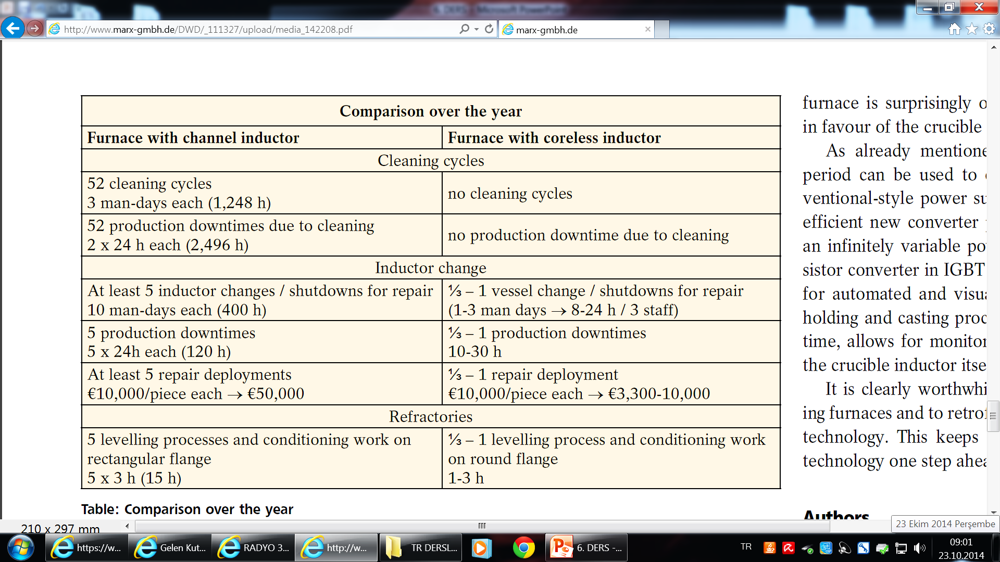 6. DERS - Microsoft PowerPoint
http://www.marx-gmbh.de/DWD/_111327/upload/media_142208.pdf
marx-gmbh.de
Comparison over the year
Furnace with channel inductor
Furnace with coreless inductor
Cleaning cycles
52 cleaning cycles
3 man-days each (1,248 h)
no cleaning cycles
52 production downtimes due to cleaning
2 x 24 h each (2,496 h)
no production downtime due to cleaning
Inductor change
At least 5 inductor changes / shutdowns for repair
10 man-days each (400 h)
⅓ – 1 vessel change / shutdowns for repair
(1-3 man days → 8-24 h / 3 staff)
5 production downtimes
5 x 24h each (120 h)
⅓ – 1 production downtimes
10-30 h
At least 5 repair deployments
€10,000/piece each → €50,000
⅓ – 1 repair deployment
€10,000/piece each → €3,300-10,000
Refractories
5 levelling processes and conditioning work on
rectangular flange
5 x 3 h (15 h)
⅓ – 1 levelling process and conditioning work
on round flange
1-3 h
Table: Comparison over the year
furnace is surprisingly o
in favour of the crucible
As already mentione
period can be used to
ventional-style power su
efficient new converter
an infinitely variable po
sistor converter in IGBT
for automated and visua
holding and casting proc
time, allows for monitor
the crucible inductor itse
It is clearly worthwhi
ing furnaces and to retrof
technology. This keeps
technology one step ahea
Authors
210 x 297 mm
23 Ekim 2014 Perşembe
https://w...
Gelen Kut...
RADYO 3...
http://w...
TR DERSL...
6. DERS -...
TR
09:01
23.10.2014